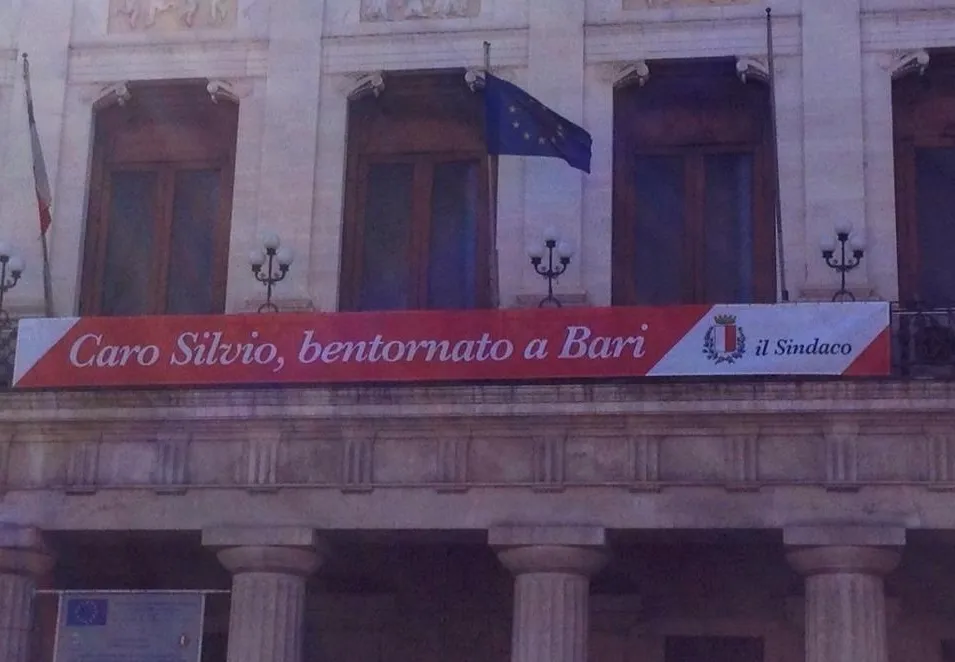 Caro Silvio, bentornato a Bari
il Sindaco